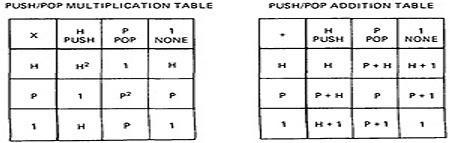 PUSH/POP MULTIPLICATION TABLE
X H PUSH P POP 1 NONE
H H² 1 H
P 1 P² P
1 H P 1
PUSH/POP ADDITION TABLE
+ H PUSH P POP 1 NONE
H H P+H H+1
P P+H P P+1
1 H+1 P+1 1